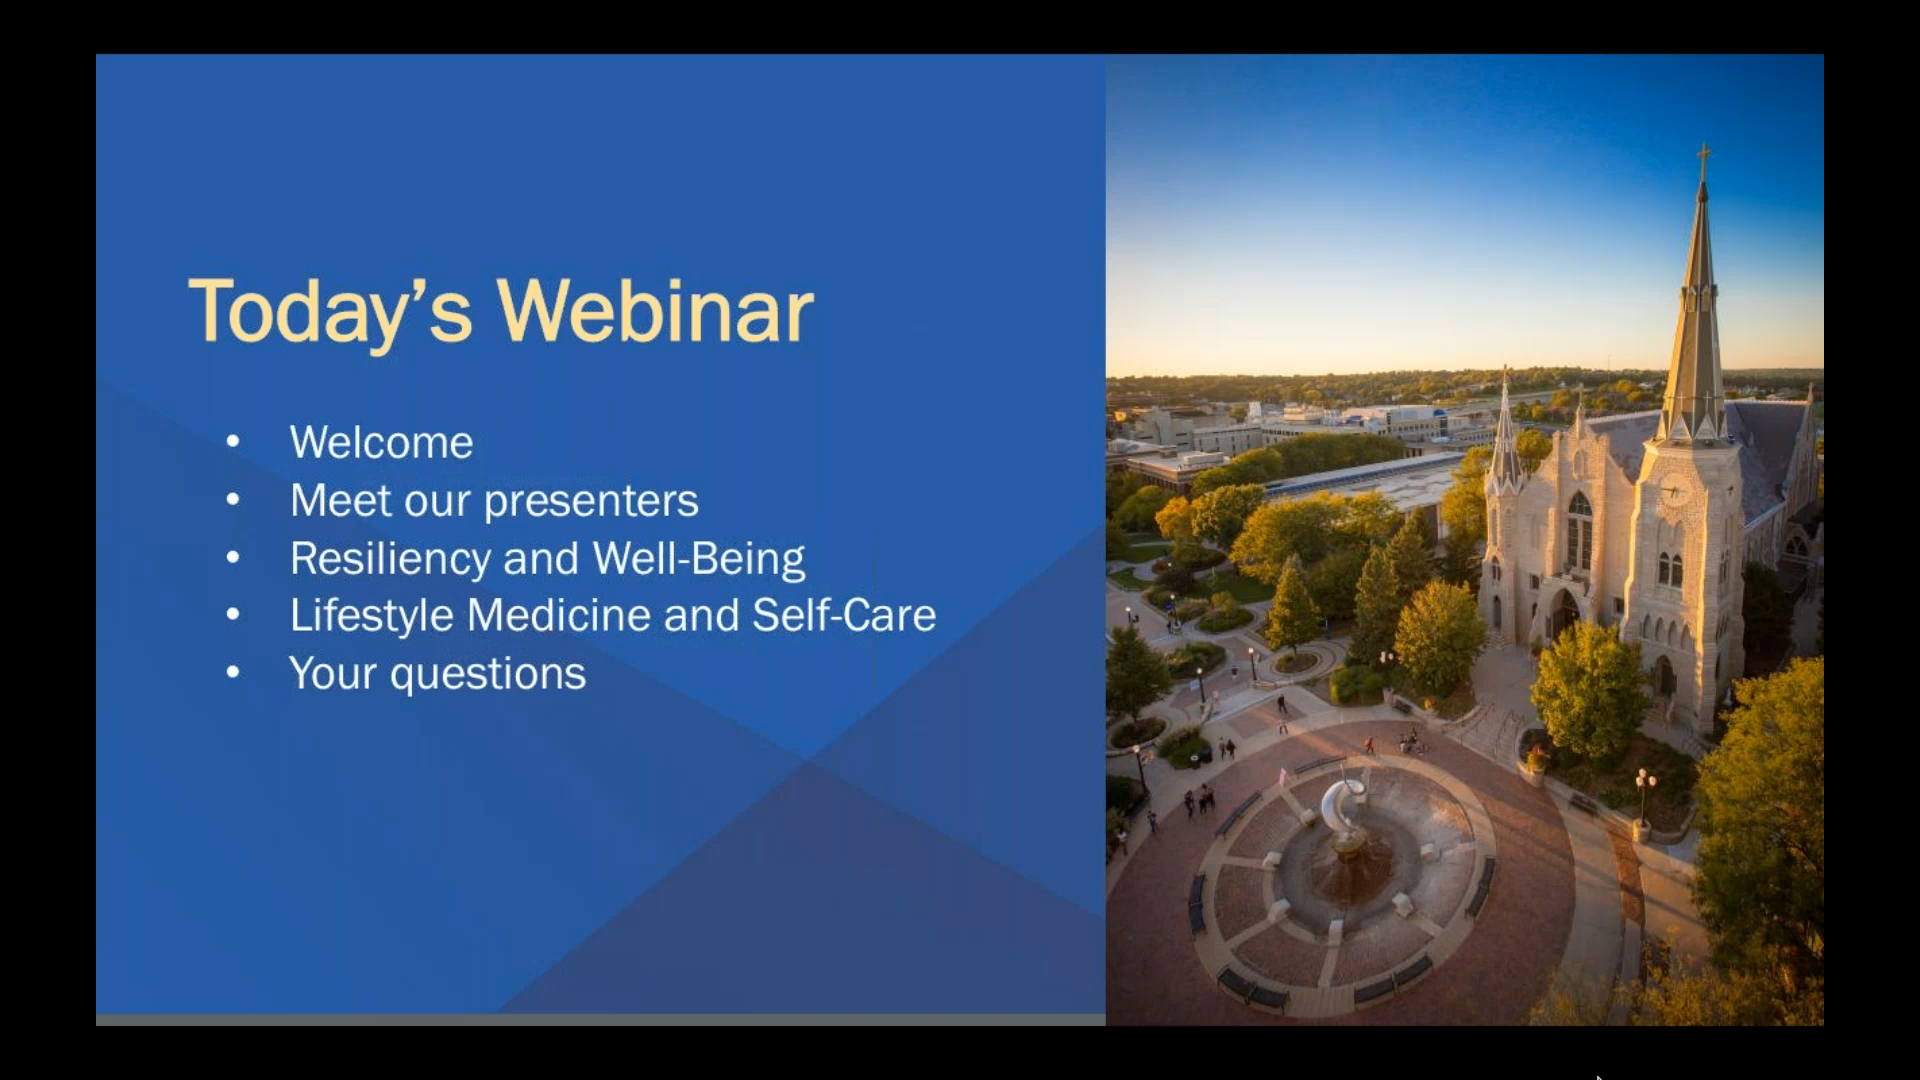 Today’s Webinar
• Welcome
• Meet our presenters
• Resiliency and Well-Being
• Lifestyle Medicine and Self-Care
• Your questions